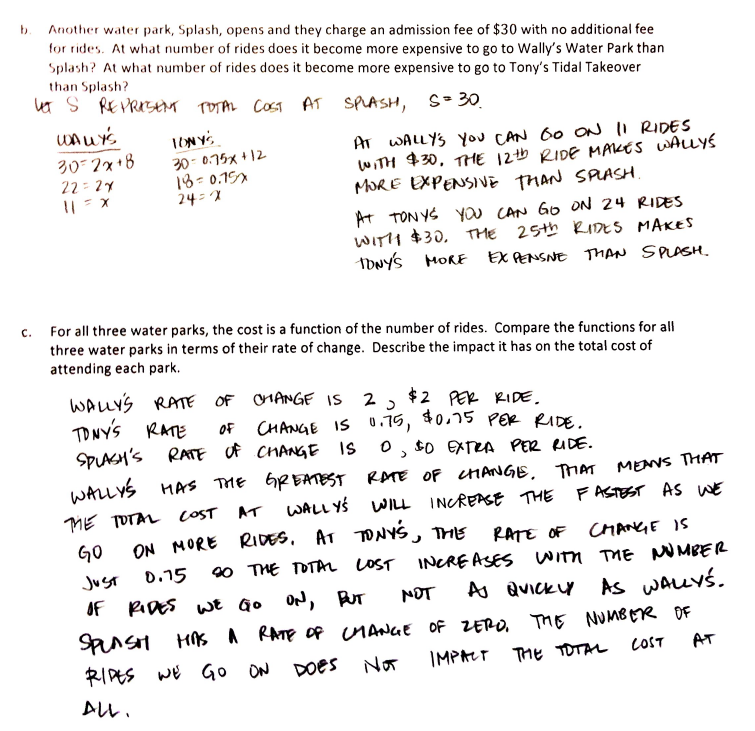 b. Another water park, Splash, opens and they charge an admission fee of $30 with no additional fee
for rides. At what number of rides does it become more expensive to go to Wally's Water Park than
Splash? At what number of rides does it become more expensive to go to Tony's Tidal Takeover
than Splash?
LET S REPRESENT TOTAL COST AT SPLASH, S = 30.
WALLY'S
30 = 2x + 8
22 = 2x
11 = x
TONY'S
30 = 0.75x + 12
18 = 0.75x
24 = x
AT WALLY'S YOU CAN GO ON 11 RIDES
WITH $30. THE 12th RIDE MAKES WALLY'S
MORE EXPENSIVE THAN SPLASH.
AT TONY'S YOU CAN GO ON 24 RIDES
WITH $30. THE 25th RIDES MAKES
TONY'S MORE EXPENSIVE THAN SPLASH.
c. For all three water parks, the cost is a function of the number of rides. Compare the functions for all
three water parks in terms of their rate of change. Describe the impact it has on the total cost of
attending each park.
WALLY'S RATE OF CHANGE IS 2, $2 PER RIDE.
TONY'S RATE OF CHANGE IS 0.75, $0.75 PER RIDE.
SPLASH'S RATE OF CHANGE IS 0, $0 EXTRA PER RIDE.
WALLY'S HAS THE GREATEST RATE OF CHANGE. THAT MEANS THAT
THE TOTAL COST AT WALLY'S WILL INCREASE THE FASTEST AS WE
GO ON MORE RIDES. AT TONY'S, THE RATE OF CHANGE IS
JUST 0.75 SO THE TOTAL COST INCREASES WITH THE NUMBER
OF RIDES WE GO ON, BUT NOT AS QUICKLY AS WALLY'S.
SPLASH HAS A RATE OF CHANGE OF ZERO. THE NUMBER OF
RIDES WE GO ON DOES NOT IMPACT THE TOTAL COST AT
ALL.